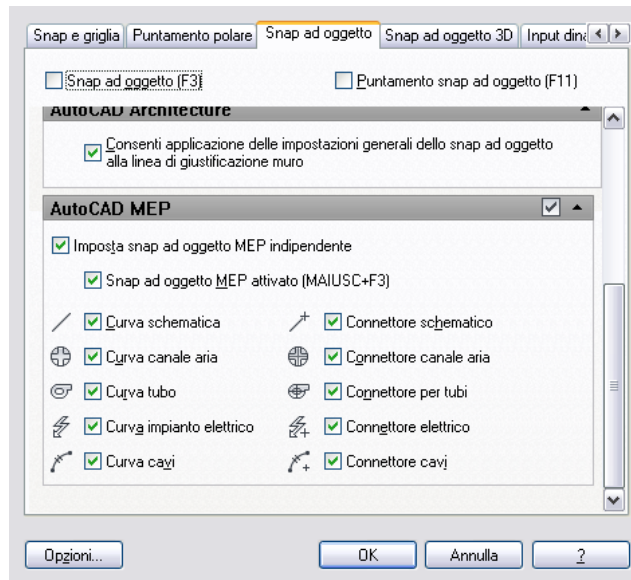 Snap e griglia Puntamento polare Snap ad oggetto Snap ad oggetto 3D Input dina
Snap ad oggetto (F3) Puntamento snap ad oggetto (F11)
AutoCAD Architecture
Consenti applicazione delle impostazioni generali dello snap ad oggetto
alla linea di giustificazione muro
AutoCAD MEP
Imposta snap ad oggetto MEP indipendente
Snap ad oggetto MEP attivato (MAIUSC+F3)
Curva schematica Connettore schematico
Curva canale aria Connettore canale aria
Curva tubo Connettore per tubi
Curva impianto elettrico Connettore elettrico
Curva cavi Connettore cavi
Opzioni... OK Annulla ?